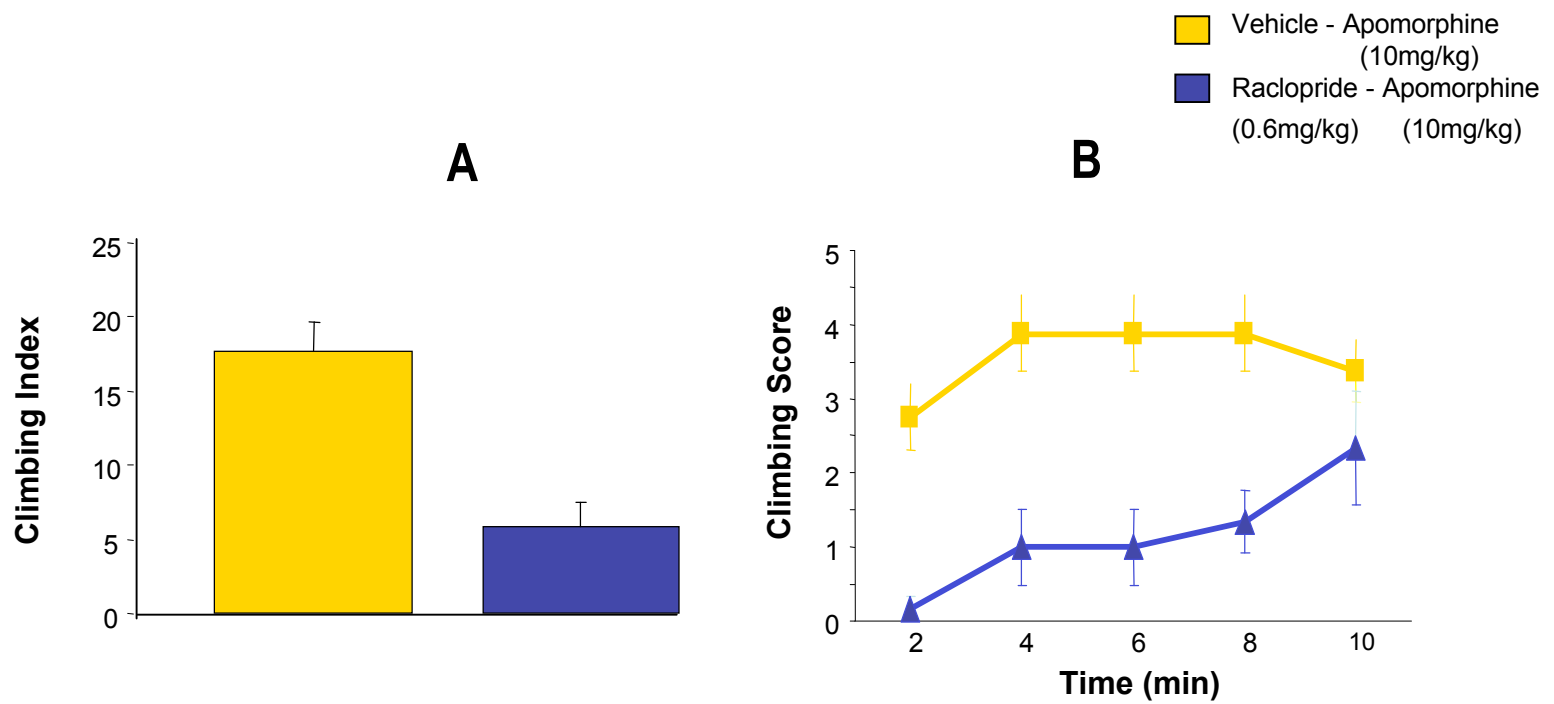 Vehicle - Apomorphine
(10mg/kg)
Raclopride - Apomorphine
(0.6mg/kg) (10mg/kg)
A
B
25
20
15
10
5
0
Climbing Index
5
4
3
2
1
0
Climbing Score
2 4 6 8 10
Time (min)